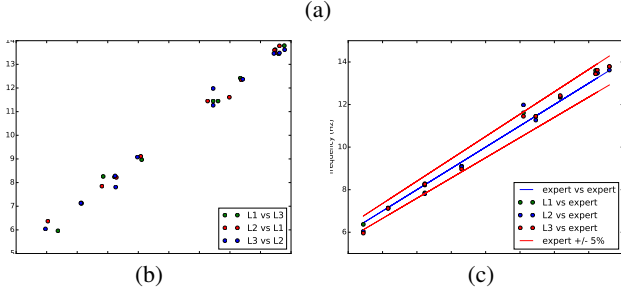 (a)
14
13
12
11
10
9
8
7
6
5
L1 vs L3
L2 vs L1
L3 vs L2
(b)
14
12
10
8
6
frequency (Hz)
expert vs expert
L1 vs expert
L2 vs expert
L3 vs expert
expert +/- 5%
(c)